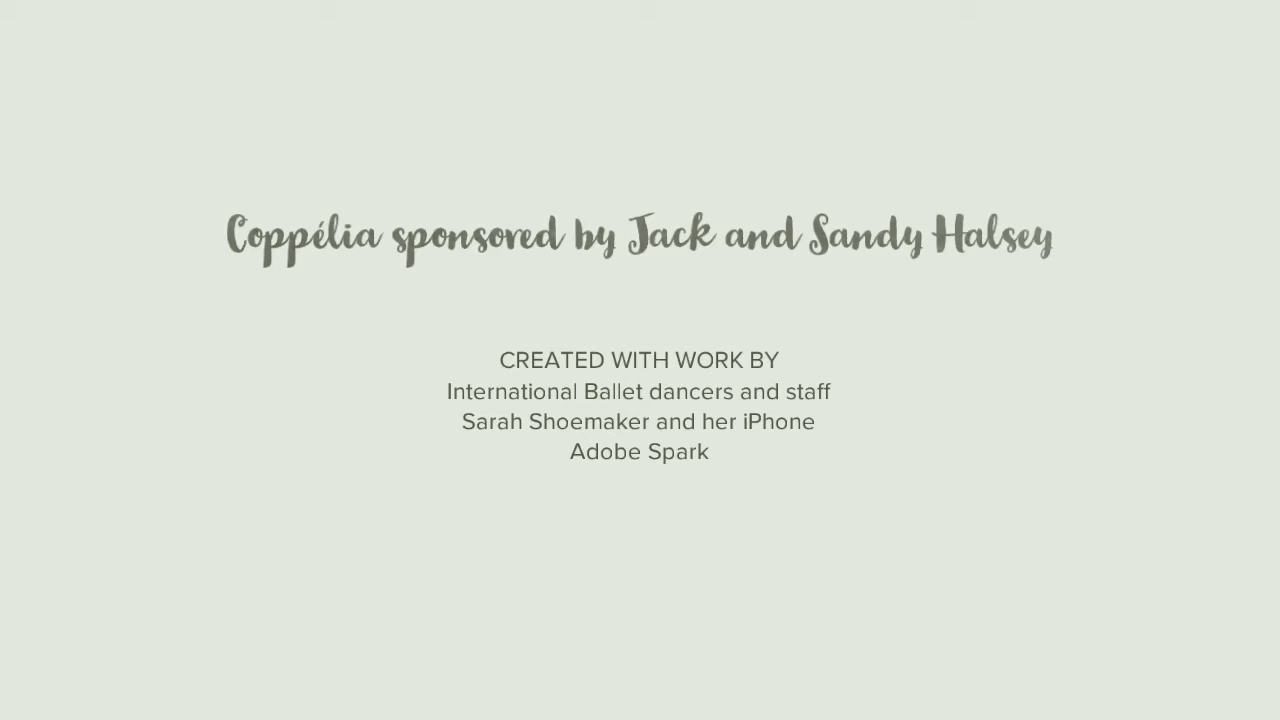 Coppélia sponsored by Jack and Sandy Halsey
CREATED WITH WORK BY
International Ballet dancers and staff
Sarah Shoemaker and her iPhone
Adobe Spark